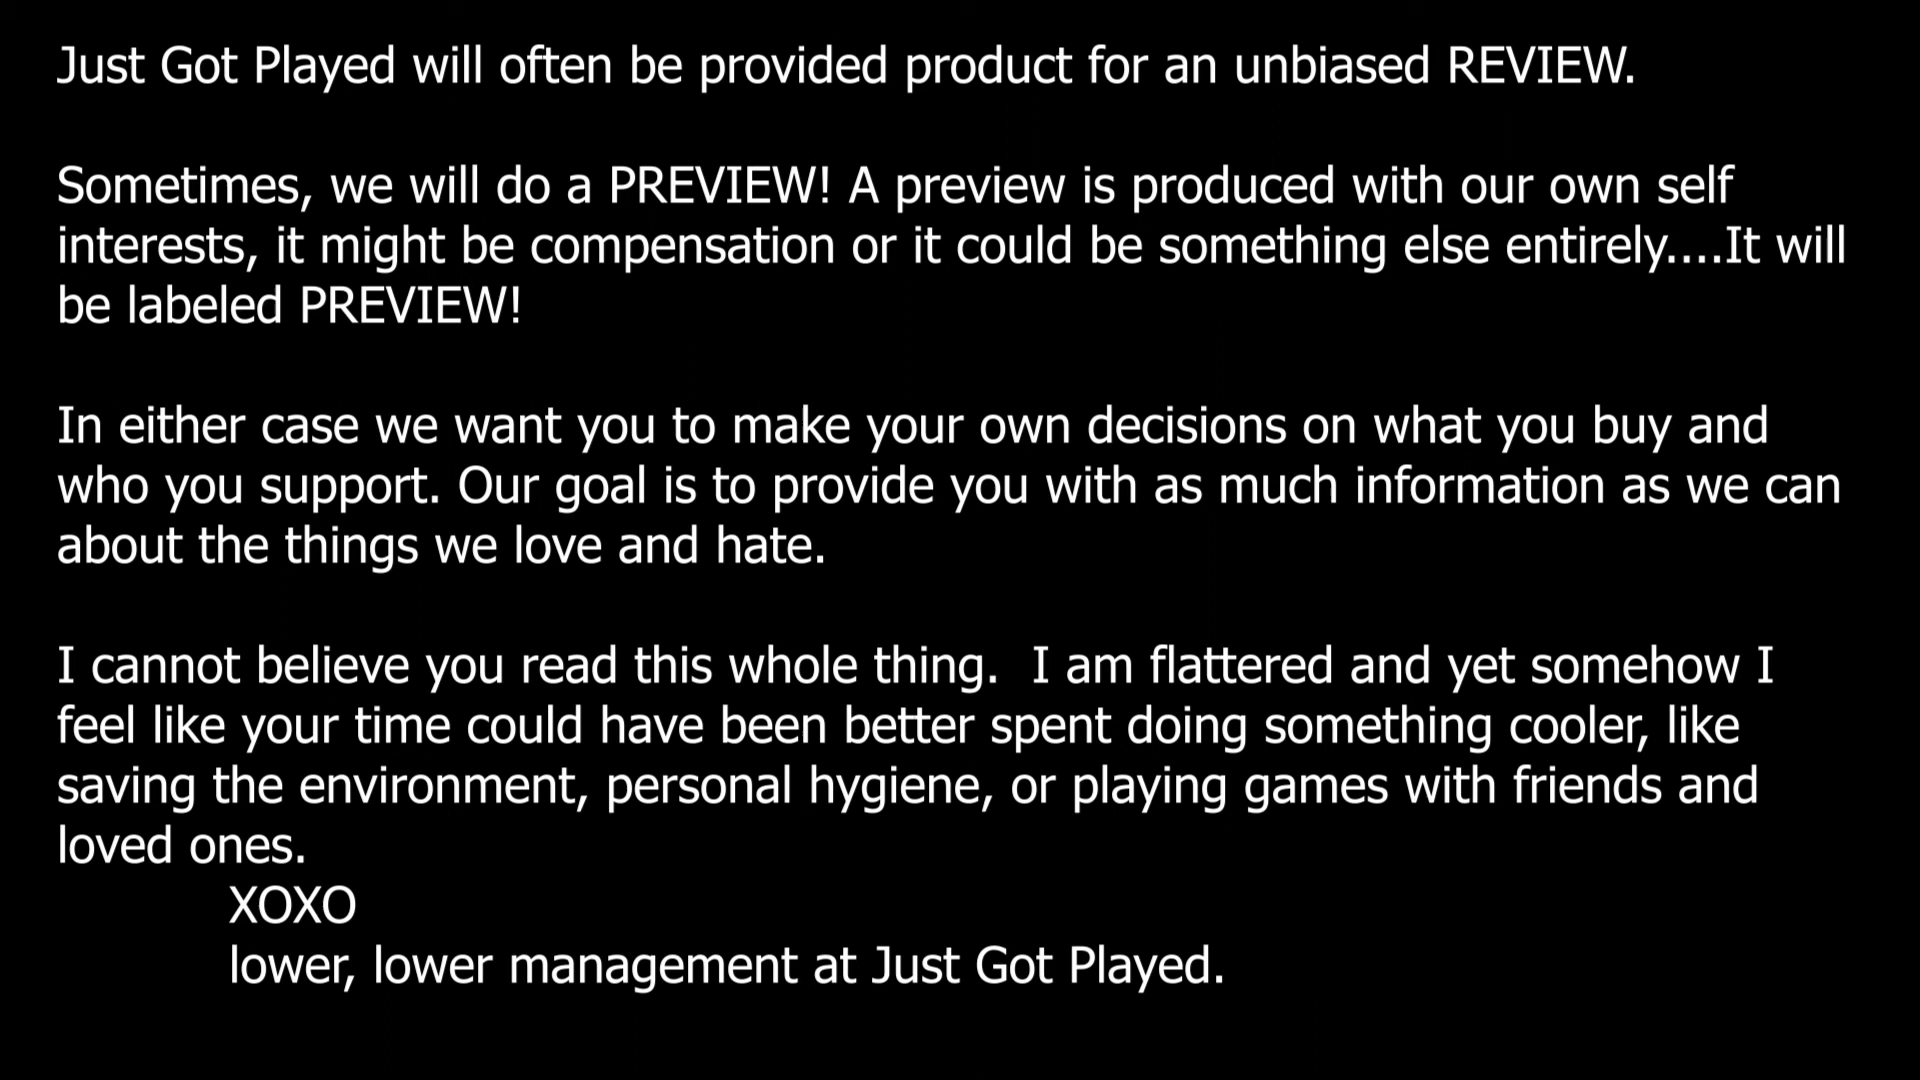 Just Got Played will often be provided product for an unbiased REVIEW.
Sometimes, we will do a PREVIEW! A preview is produced with our own self
interests, it might be compensation or it could be something else entirely....It will
be labeled PREVIEW!
In either case we want you to make your own decisions on what you buy and
who you support. Our goal is to provide you with as much information as we can
about the things we love and hate.
I cannot believe you read this whole thing.  I am flattered and yet somehow I
feel like your time could have been better spent doing something cooler, like
saving the environment, personal hygiene, or playing games with friends and
loved ones.
XOXO
lower, lower management at Just Got Played.